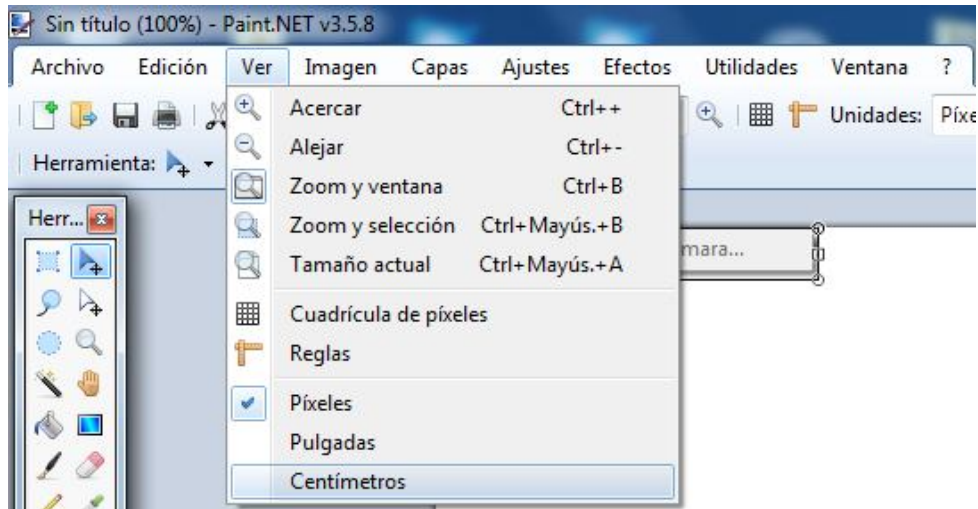 Sin título (100%) - Paint.NET v3.5.8
Archivo Edición Ver Imagen Capas Ajustes Efectos Utilidades Ventana ?
Unidades: Píxe
Herramienta:
Herr...
Acercar Ctrl++
Alejar Ctrl+-
Zoom y ventana Ctrl+B
Zoom y selección Ctrl+Mayús.+B
Tamaño actual Ctrl+Mayús.+A
mara...
Cuadrícula de píxeles
Reglas
Píxeles
Pulgadas
Centímetros